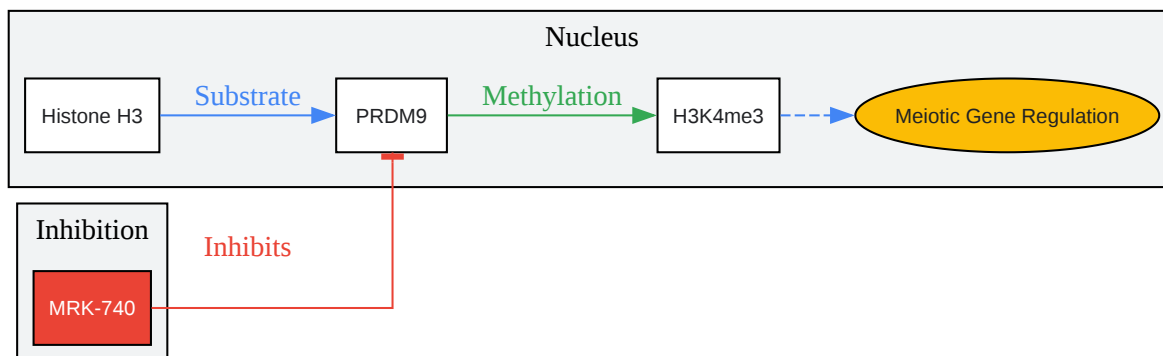 Nucleus
Histone H3
Substrate
PRDM9
Methylation
H3K4me3
Meiotic Gene Regulation
Inhibition
MRK-740
Inhibits